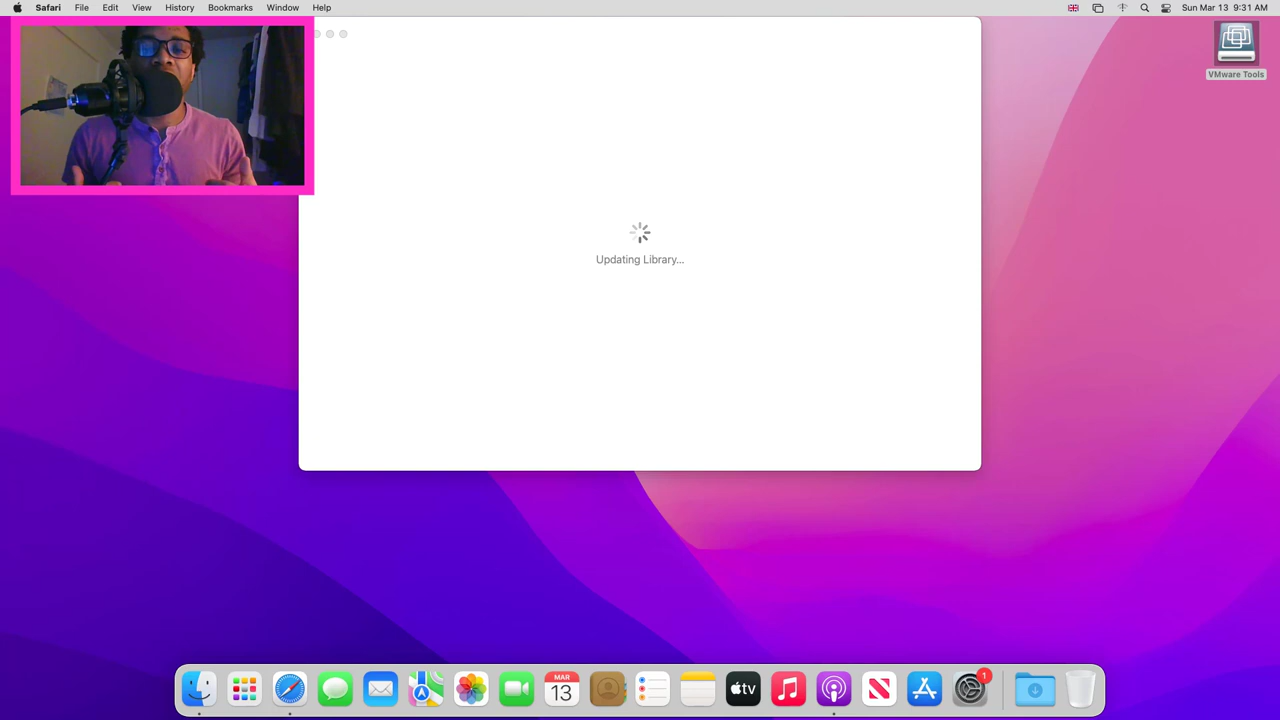 Safari File Edit View History Bookmarks Window Help Sun Mar 13 9:31 AM
VMware Tools
Updating Library...
MAR
13
tv
1